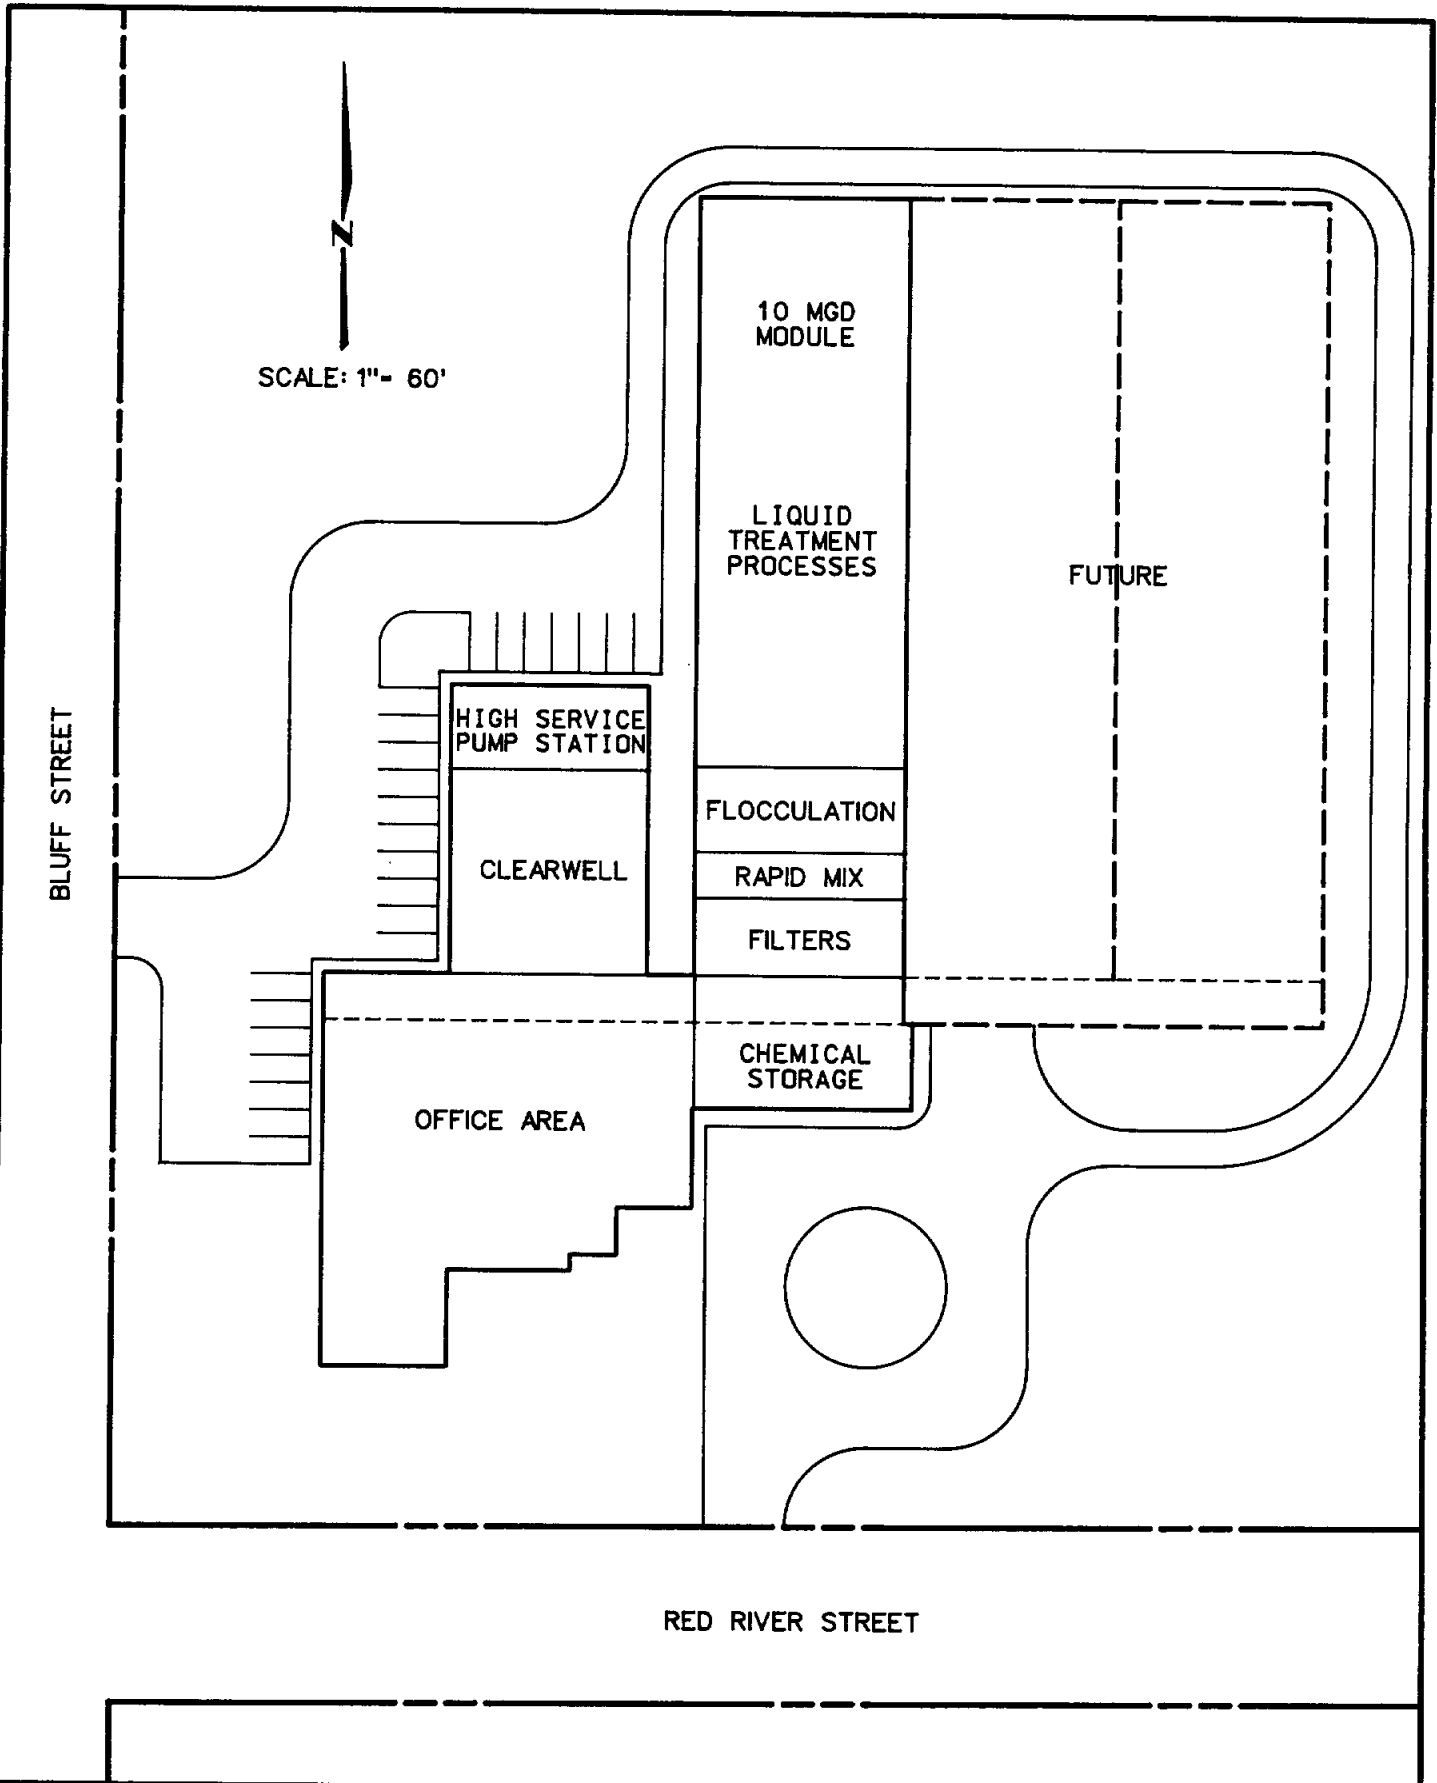 N
SCALE: 1"= 60'
10 MGD
MODULE
LIQUID
TREATMENT
PROCESSES
FUTURE
HIGH SERVICE
PUMP STATION
BLUFF STREET
FLOCCULATION
CLEARWELL
RAPID MIX
FILTERS
CHEMICAL
STORAGE
OFFICE AREA
RED RIVER STREET